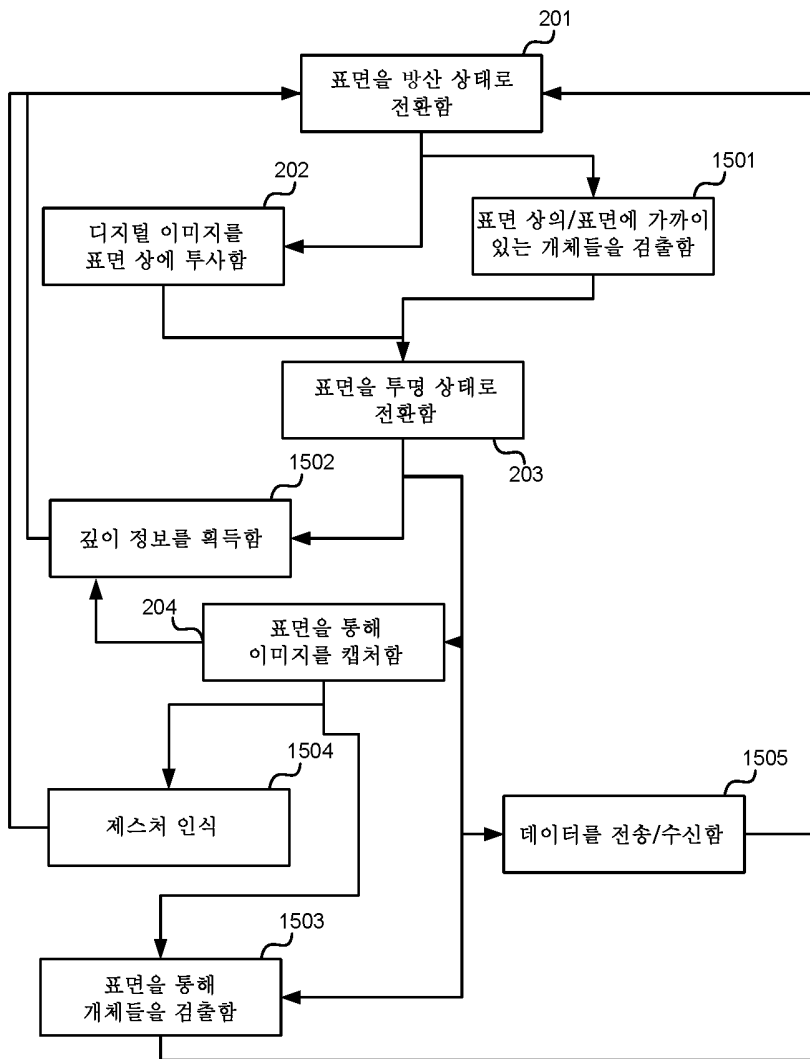 201
표면을 방산 상태로
전환함
202
디지털 이미지를
표면 상에 투사함
1501
표면 상의/표면에 가까이
있는 개체들을 검출함
표면을 투명 상태로
전환함
203
1502
깊이 정보를 획득함
204
표면을 통해
이미지를 캡처함
1504
제스처 인식
1505
데이터를 전송/수신함
1503
표면을 통해
개체들을 검출함